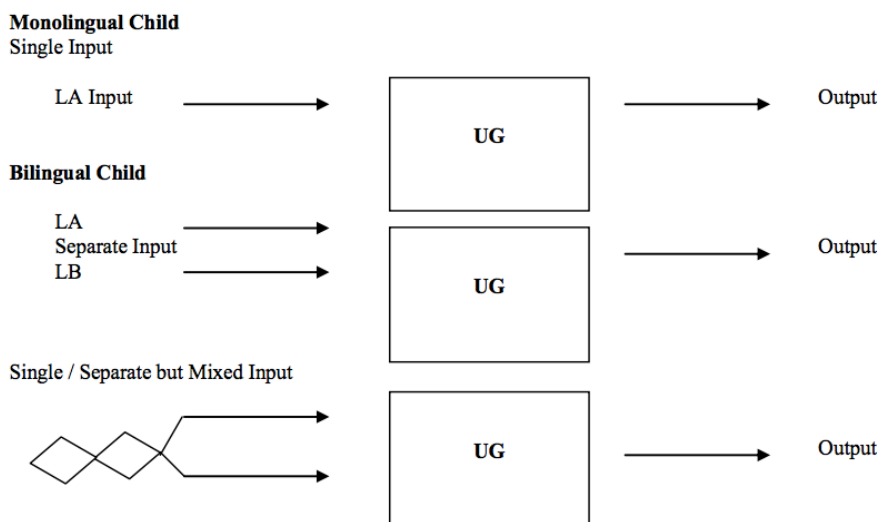 Monolingual Child
Single Input
LA Input
UG
Output
Bilingual Child
LA
Separate Input
LB
UG
Output
Single / Separate but Mixed Input
UG
Output